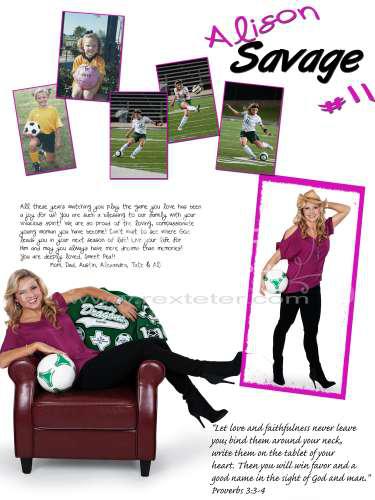 Alison
Savage
#11
All these years watching you play the game you love has been
a joy for us! You are such a blessing to our family with your
vivacious spirit! We are so proud of the loving, compassionate
young woman you have become! Can't wait to see where God
leads you in your next season of life! Live your life for
Him and may you always have more dreams than memories!
You are deeply loved, Sweet Pea!!
Mom, Dad, Austin, Alexandra, Tate & Ali
www.rexteter.com
Dragons
"Let love and faithfulness never leave
you; bind them around your neck,
write them on the tablet of your
heart. Then you will win favor and a
good name in the sight of God and man."
Proverbs 3:3-4